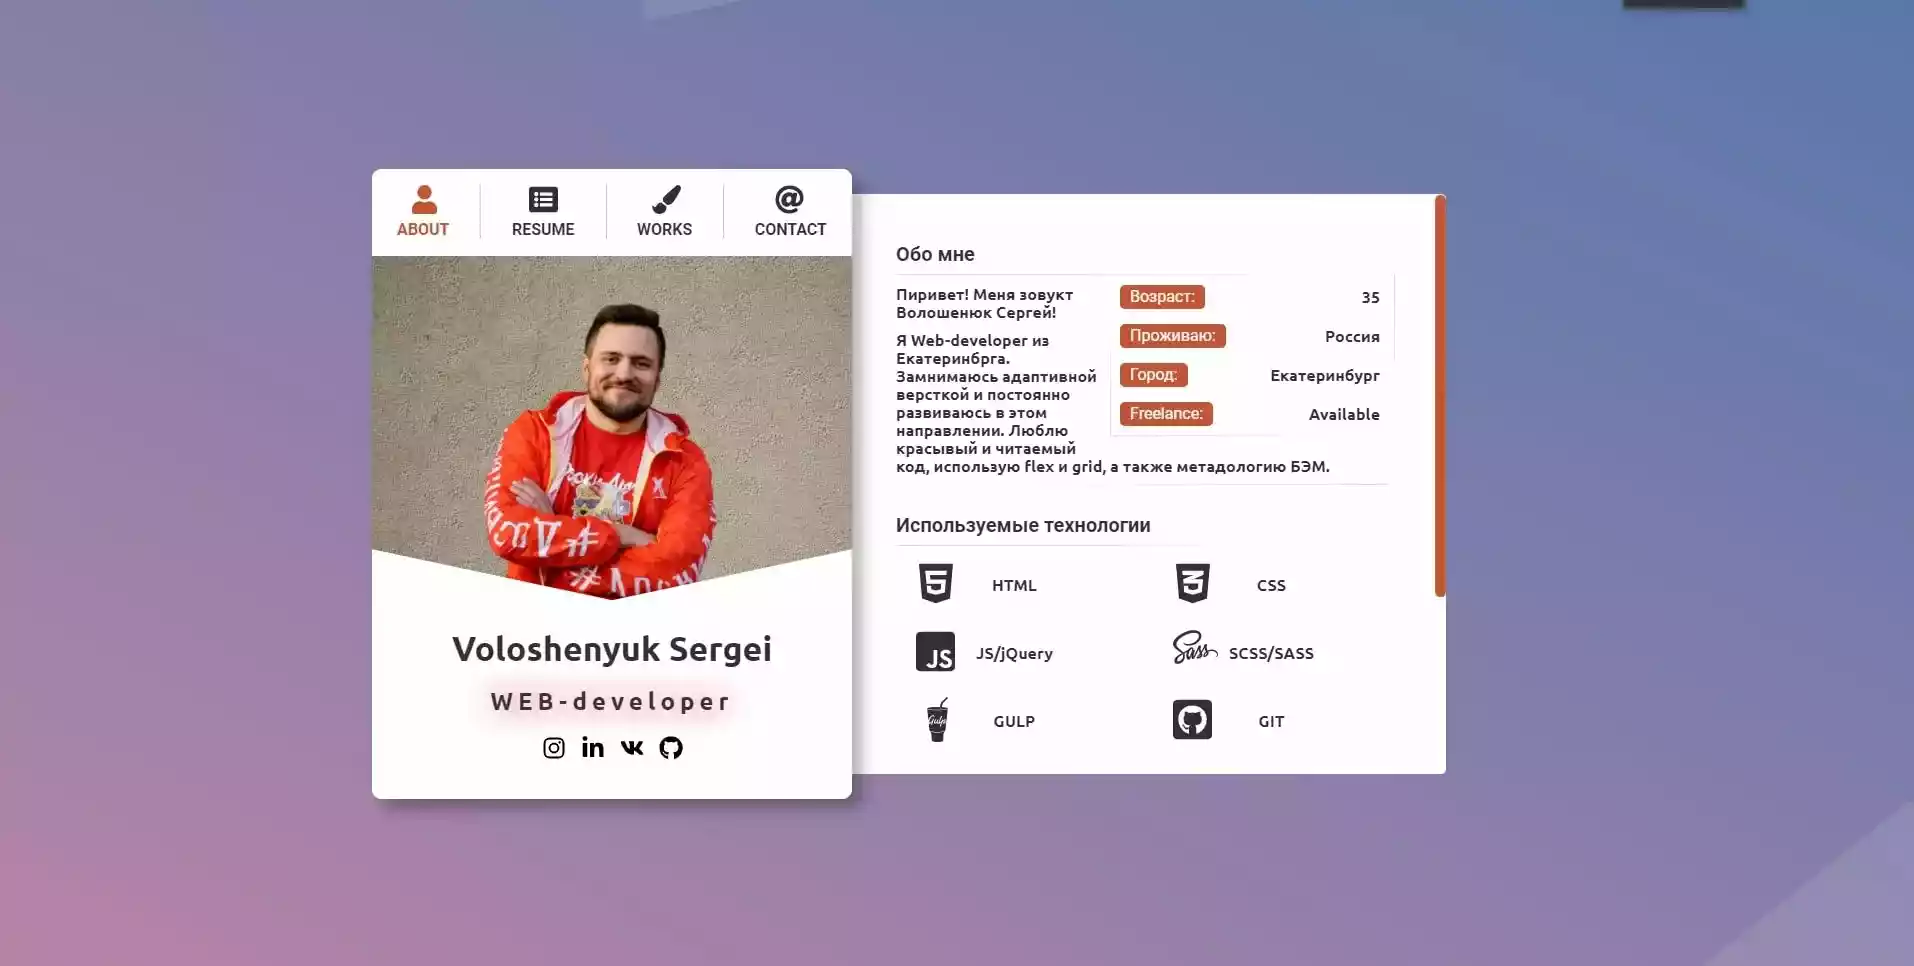 ABOUT
RESUME
WORKS
CONTACT
Voloshenyuk Sergei
WEB-developer
Обо мне
Пиривет! Меня зовукт
Волошенюк Сергей!
Я Web-developer из
Екатеринбрга.
Замнимаюсь адаптивной
версткой и постоянно
развиваюсь в этом
направлении. Люблю
красывый и читаемый
код, использую flex и grid, а также метадологию БЭМ.
Возраст: 35
Проживаю: Россия
Город: Екатеринбург
Freelance: Available
Используемые технологии
HTML
CSS
JS JS/jQuery
Sass SCSS/SASS
Gulp GULP
GIT